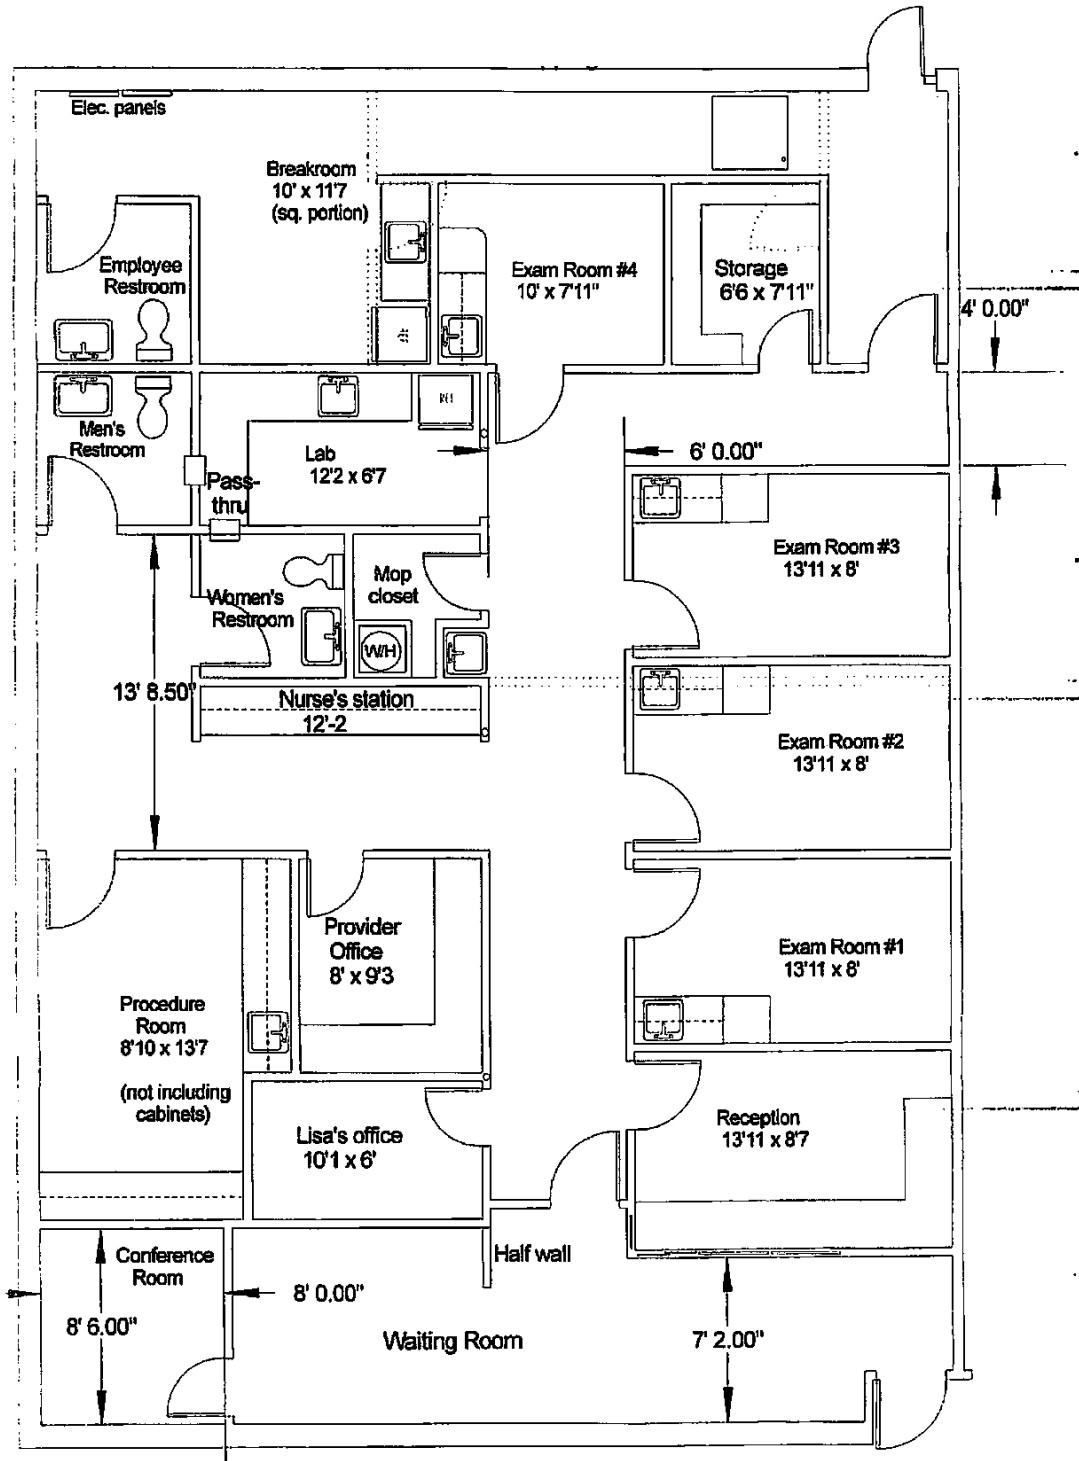 Elec. panels
Breakroom
10' x 11'7
(sq. portion)
Employee
Restroom
Exam Room #4
10' x 7'11"
Storage
6'6 x 7'11"
4' 0.00"
Men's
Restroom
Lab
12'2 x 6'7
6' 0.00"
Pass-
thru
Exam Room #3
13'11 x 8'
Mop
closet
Women's
Restroom
W/H
13' 8.50"
Nurse's station
12'-2
Exam Room #2
13'11 x 8'
Provider
Office
8' x 9'3
Exam Room #1
13'11 x 8'
Procedure
Room
8'10 x 13'7
(not including
cabinets)
Lisa's office
10'1 x 6'
Reception
13'11 x 8'7
Conference
Room
Half wall
8' 0.00"
8' 6.00"
Waiting Room
7' 2.00"